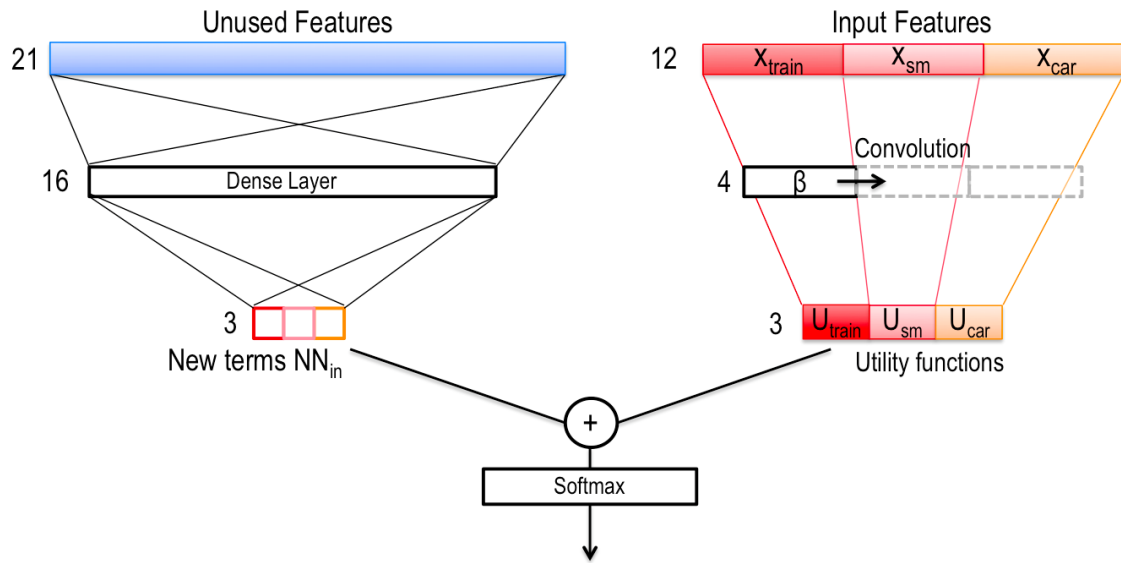 Unused Features
21
16
Dense Layer
3
New terms NN_in
Input Features
12
x_train x_sm x_car
Convolution
4
β
3
U_train U_sm U_car
Utility functions
+
Softmax